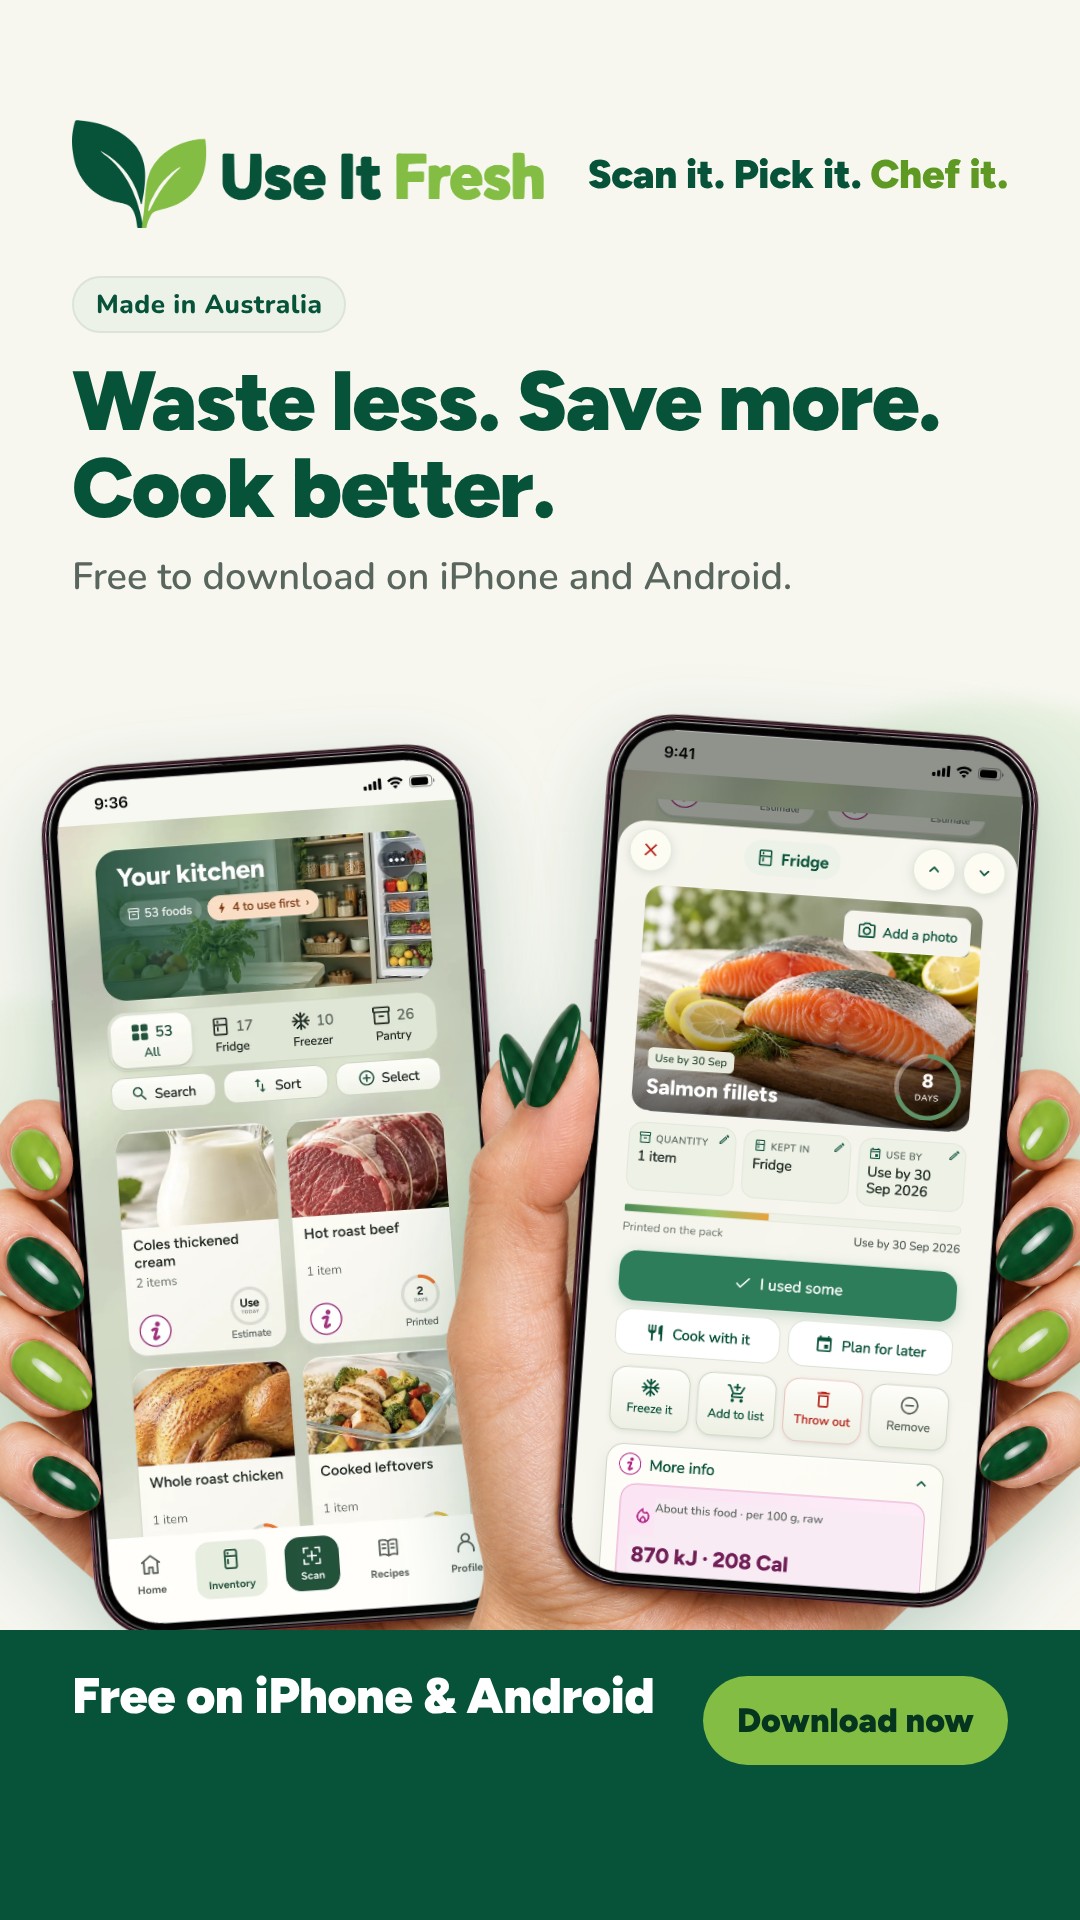 Use It Fresh
Scan it. Pick it. Chef it.
Made in Australia
Waste less. Save more.
Cook better.
Free to download on iPhone and Android.
9:36
Your kitchen
53 foods
4 to use first ›
53
All
17
Fridge
10
Freezer
26
Pantry
Search
Sort
Select
Coles thickened
cream
2 items
Use
TODAY
Estimate
Hot roast beef
1 item
2
DAYS
Printed
Whole roast chicken
1 item
Cooked leftovers
1 item
Home
Inventory
Scan
Recipes
Profile
9:41
Estimate
Estimate
Fridge
Add a photo
Use by 30 Sep
Salmon fillets
8
DAYS
QUANTITY
1 item
KEPT IN
Fridge
USE BY
Use by 30
Sep 2026
Printed on the pack
Use by 30 Sep 2026
I used some
Cook with it
Plan for later
Freeze it
Add to list
Throw out
Remove
More info
About this food · per 100 g, raw
870 kJ · 208 Cal
Free on iPhone & Android
Download now